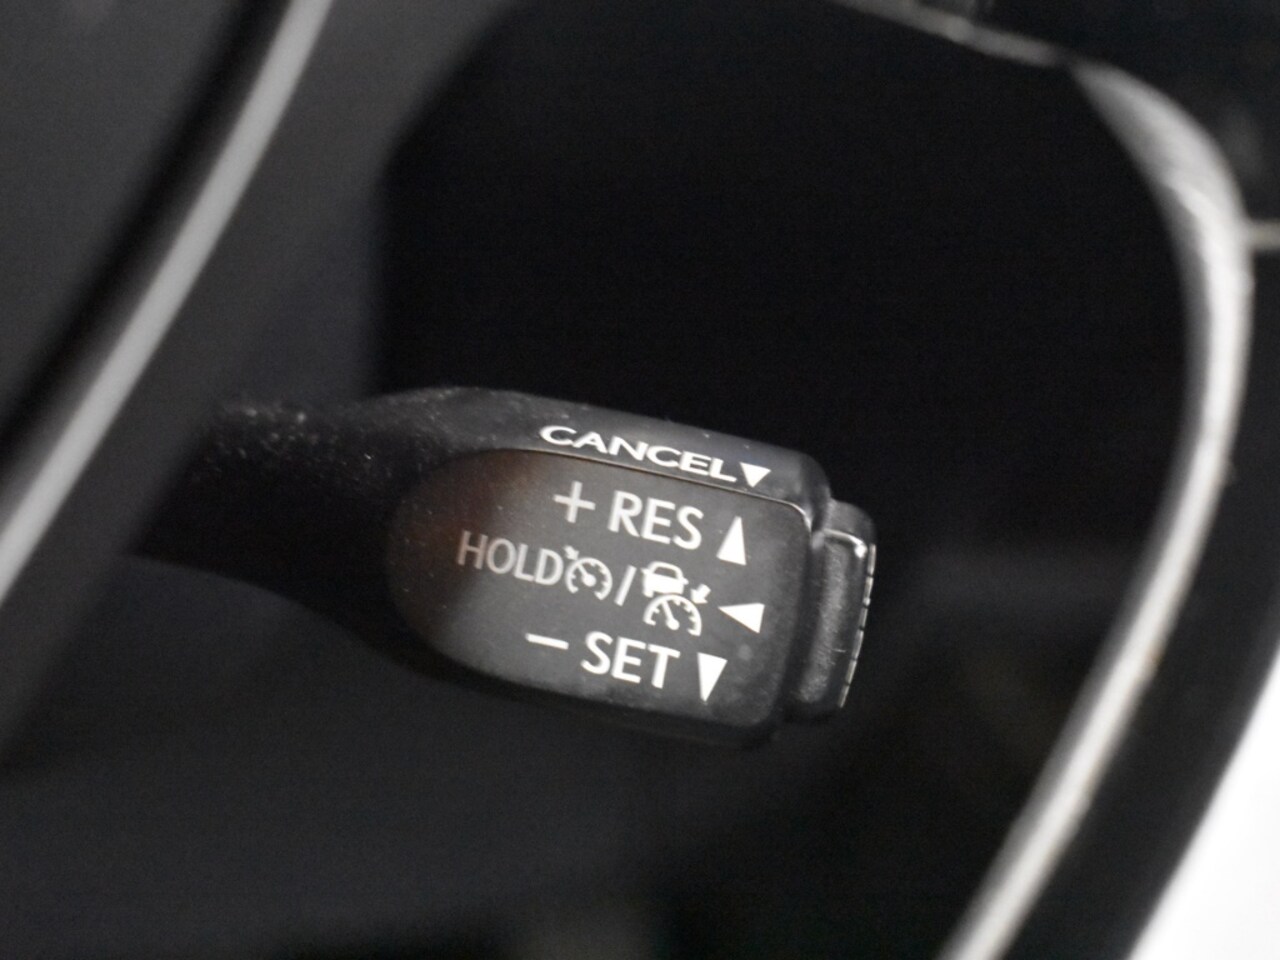 CANCEL▼
+ RES ▲
HOLD / ◀
− SET ▼